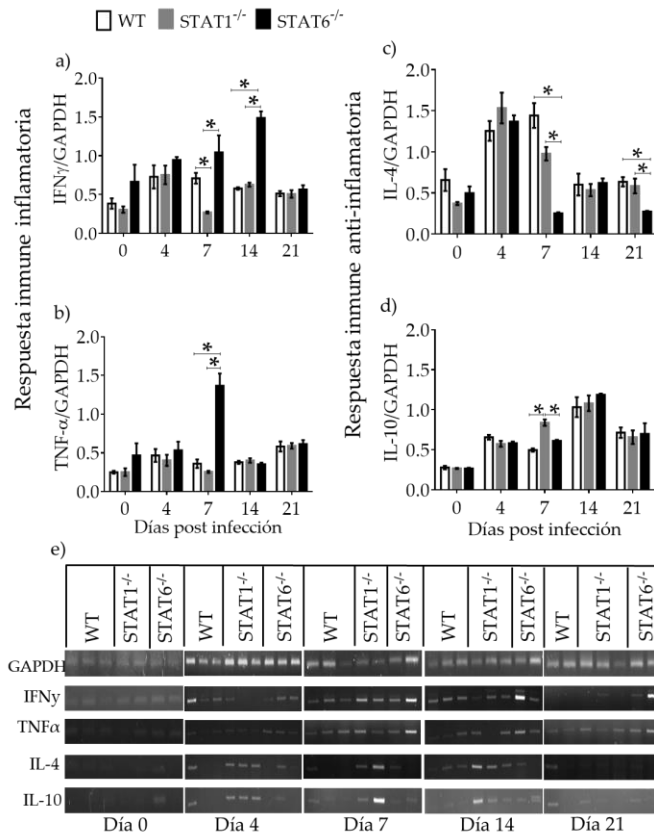 WT STAT1-/- STAT6-/-
Respuesta inmune inflamatoria
a)
IFNγ/GAPDH
2.0
1.5
1.0
0.5
0.0
* * * *
0 4 7 14 21
b)
TNF-α/GAPDH
2.0
1.5
1.0
0.5
0.0
* *
0 4 7 14 21
Días post infección
Respuesta inmune anti-inflamatoria
c)
IL-4/GAPDH
2.0
1.5
1.0
0.5
0.0
* * * *
0 4 7 14 21
d)
IL-10/GAPDH
2.0
1.5
1.0
0.5
0.0
* *
0 4 7 14 21
Días post infección
e)
WT STAT1-/- STAT6-/- WT STAT1-/- STAT6-/- WT STAT1-/- STAT6-/- WT STAT1-/- STAT6-/- WT STAT1-/- STAT6-/-
GAPDH
IFNγ
TNFα
IL-4
IL-10
Día 0 Día 4 Día 7 Día 14 Día 21